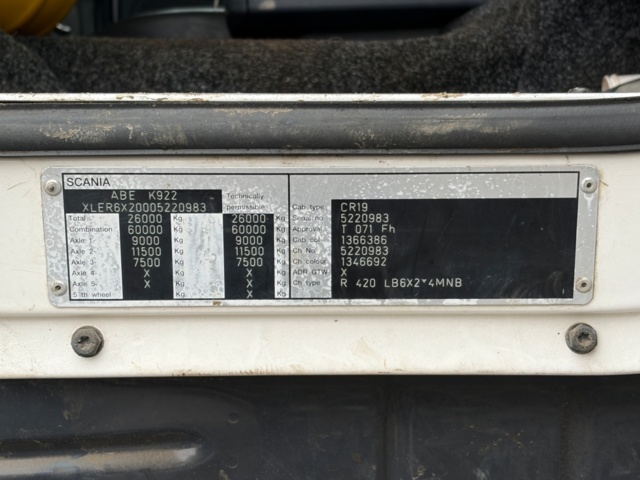 SCANIA
ABE K922 Technically
XLER6X20005220983 permissible
Total 26000 Kg 26000 Kg
Combination 60000 Kg 60000 Kg
Axle 1- 9000 Kg 9000 Kg
Axle 2- 11500 Kg 11500 Kg
Axle 3- 7500 Kg 7500 Kg
Axle 4- X Kg X Kg
Axle 5- X Kg X Kg
5:th wheel- X Kg X Kg
Cab type CR19
Serial no 5220983
Approval T 071 Fh
Cab col 1366386
Ch No 5220983
Ch colour 1346692
ADR GTW X
Ch type R 420 LB6X2*4MNB